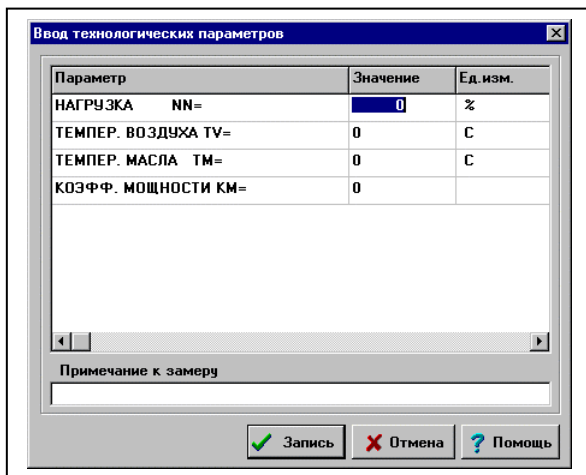 Ввод технологических параметров
Параметр Значение Ед.изм.
НАГРУЗКА NN= 0 %
ТЕМПЕР. ВОЗДУХА TV= 0 С
ТЕМПЕР. МАСЛА TM= 0 С
КОЭФФ. МОЩНОСТИ КМ= 0
Примечание к замеру
Запись Отмена Помощь